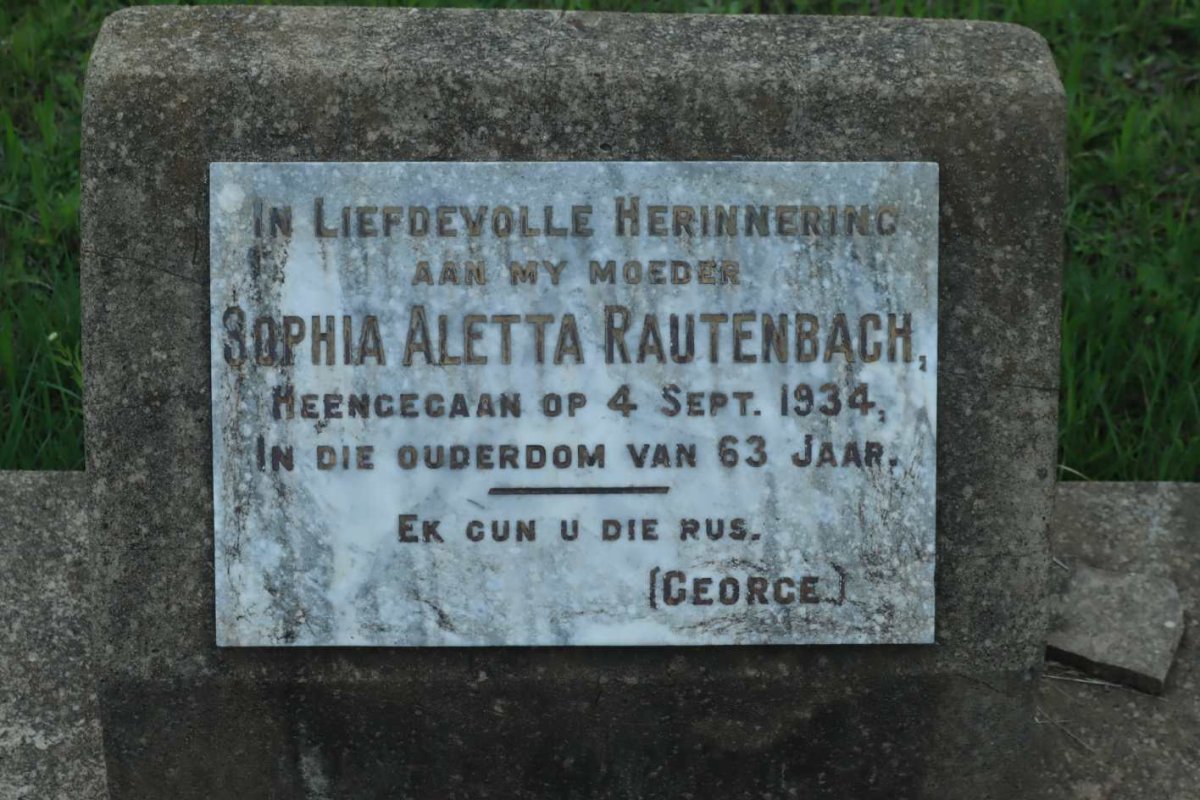 In Liefdevolle Herinnering
aan my moeder
Sophia Aletta Rautenbach,
Heengegaan op 4 Sept. 1934,
In die ouderdom van 63 Jaar.
Ek gun u die rus.
(George.)